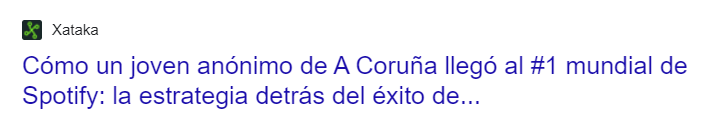 Xataka
Cómo un joven anónimo de A Coruña llegó al #1 mundial de
Spotify: la estrategia detrás del éxito de...